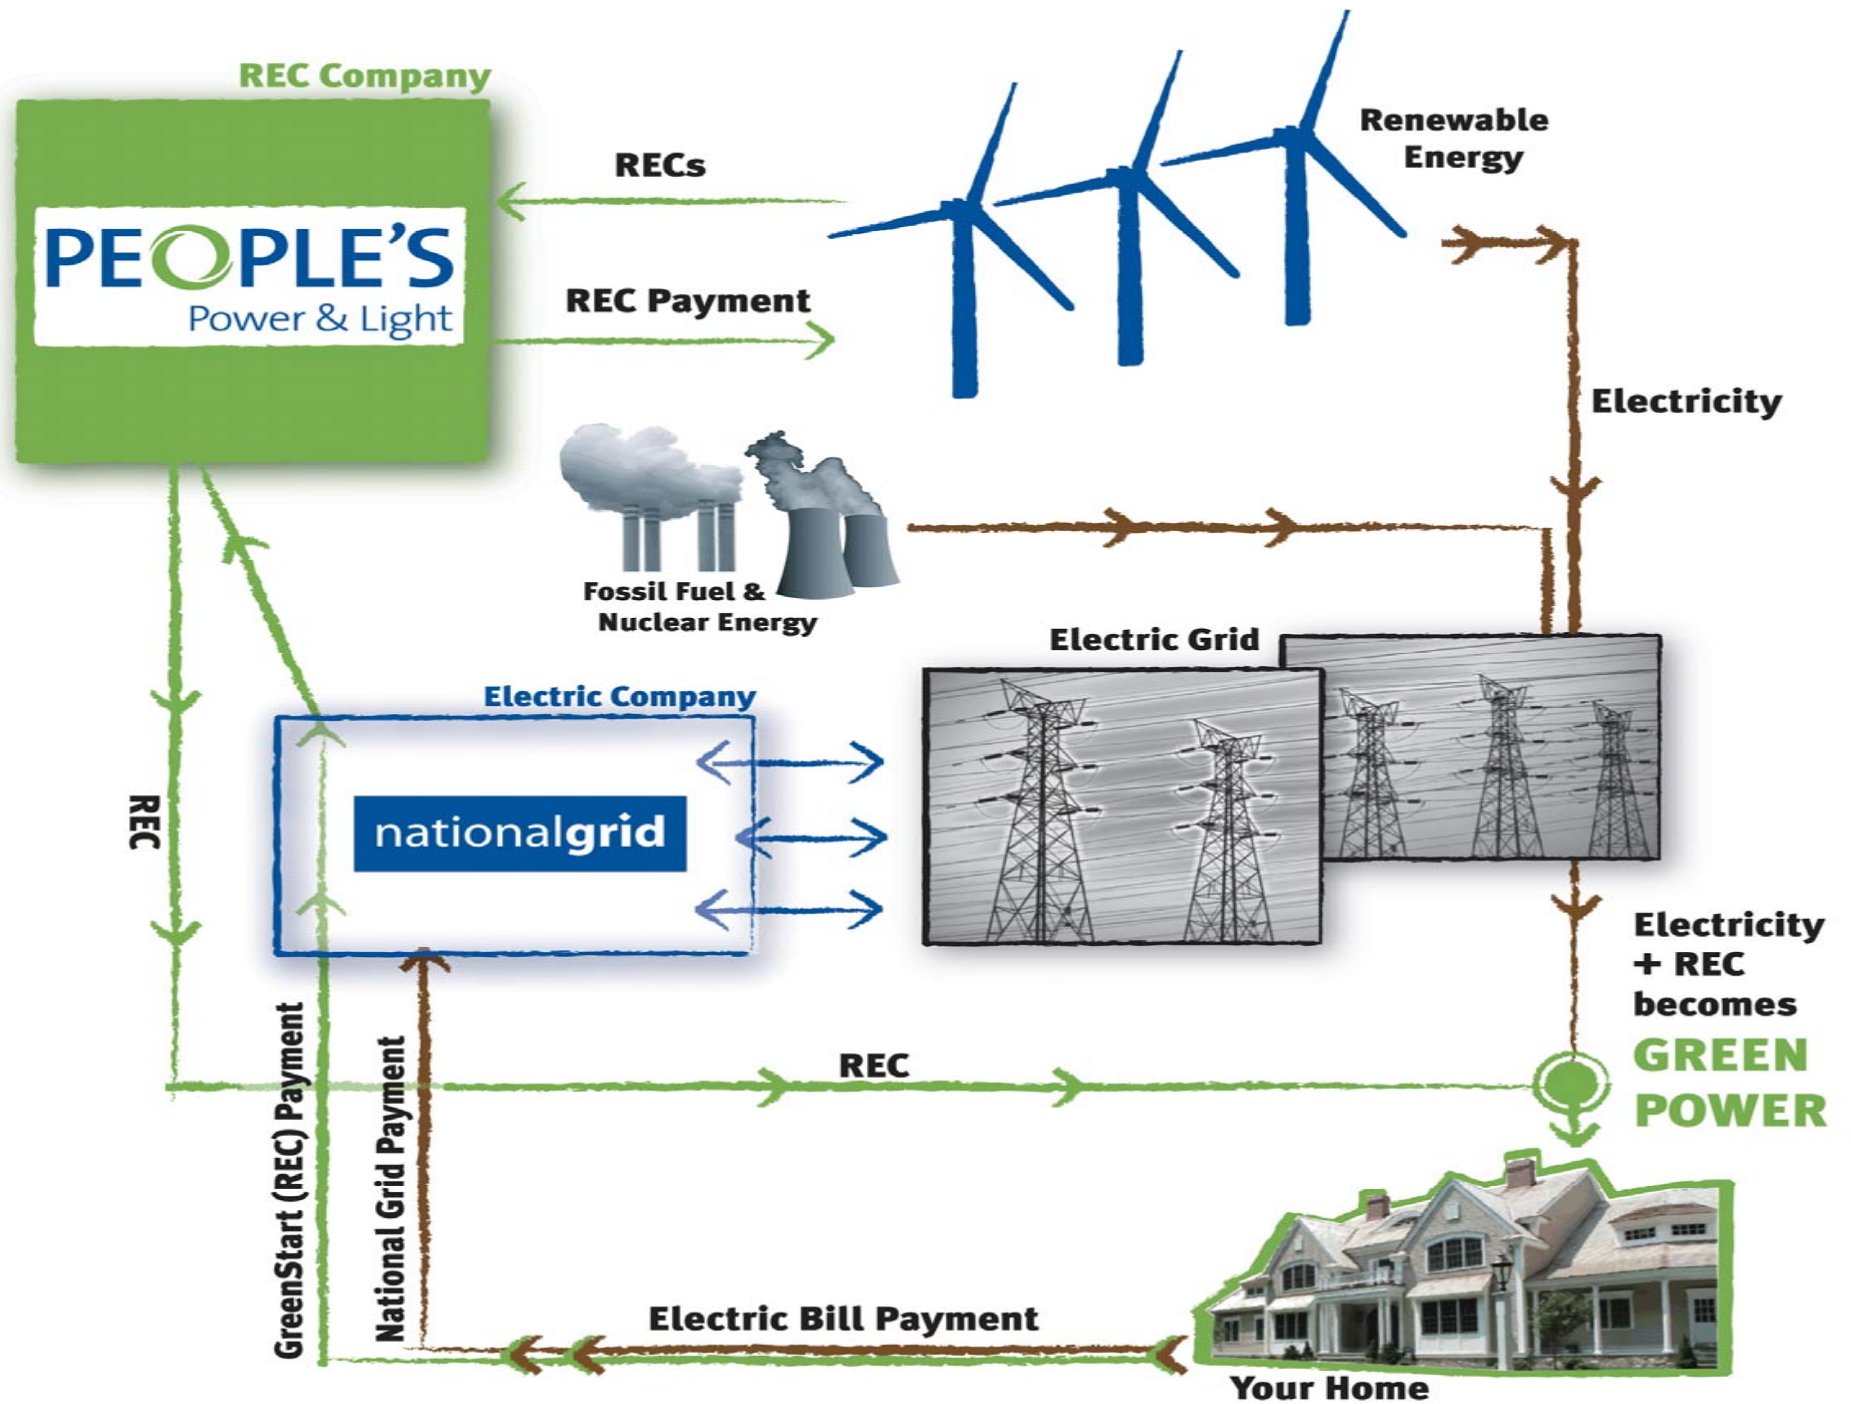 REC Company
PEOPLE'S
Power & Light
RECs
REC Payment
Renewable
Energy
Electricity
Fossil Fuel &
Nuclear Energy
Electric Grid
Electric Company
nationalgrid
REC
Electricity
+ REC
becomes
GREEN
POWER
REC
GreenStart (REC) Payment
National Grid Payment
Electric Bill Payment
Your Home